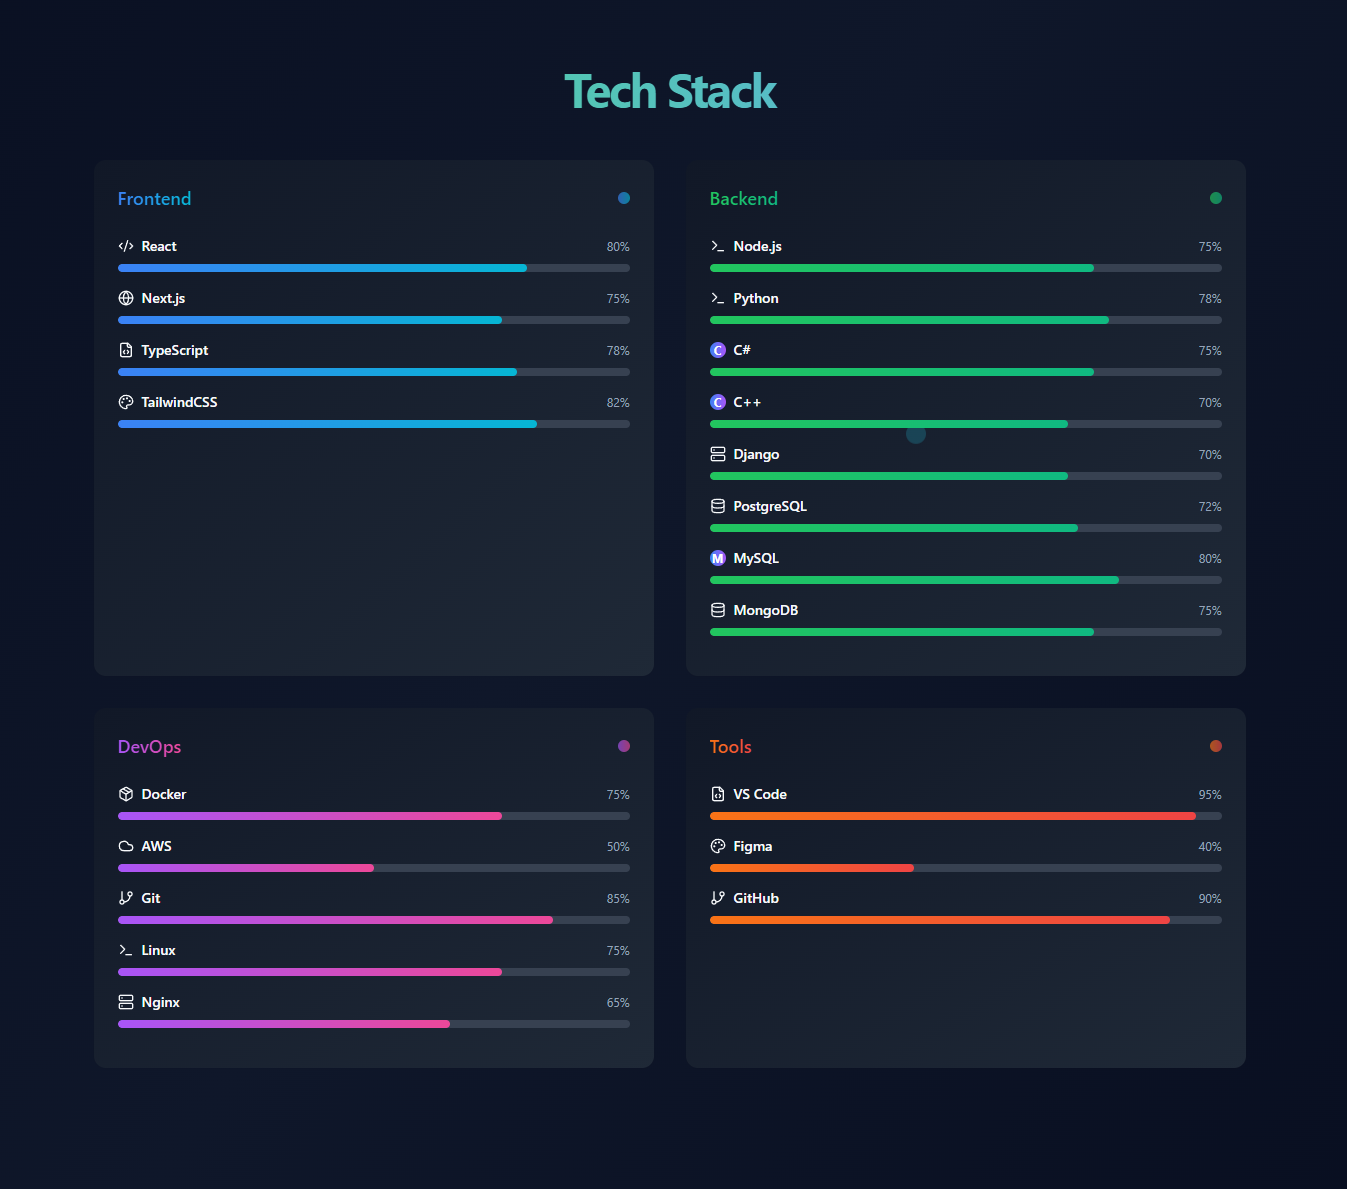 Tech Stack
Frontend
React 80%
Next.js 75%
TypeScript 78%
TailwindCSS 82%
Backend
Node.js 75%
Python 78%
C C# 75%
C C++ 70%
Django 70%
PostgreSQL 72%
M MySQL 80%
MongoDB 75%
DevOps
Docker 75%
AWS 50%
Git 85%
Linux 75%
Nginx 65%
Tools
VS Code 95%
Figma 40%
GitHub 90%